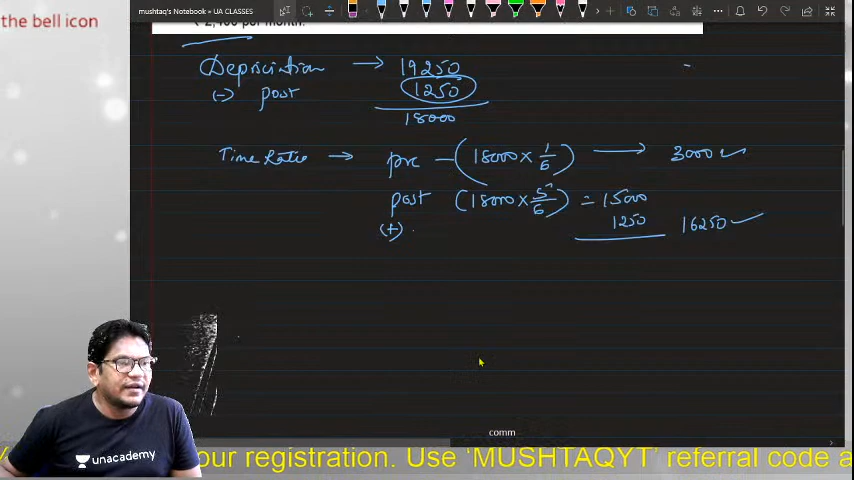 the bell icon
mushtaq's Notebook - UA CLASSES
₹ 2,400 per month.
Depriciation → 19250
(-) post 1250
18000
Time Ratio → pre - (18000 × 1/6) → 3000
post (18000 × 5/6) = 15000
(+) 1250 16250
comm
unacademy
our registration. Use 'MUSHTAQYT' referral code a